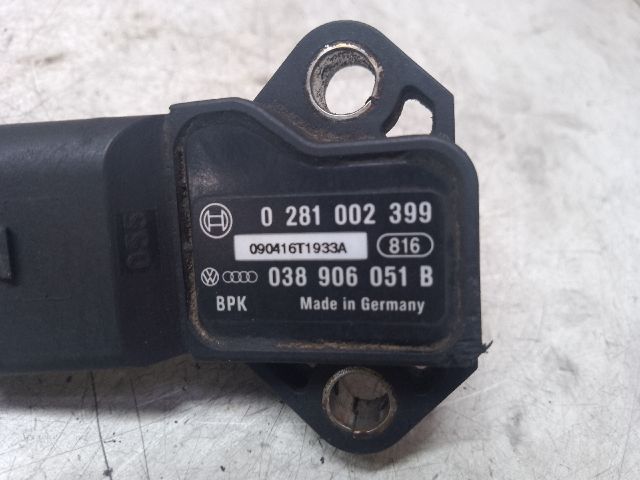 0 281 002 399
090416T1933A 816
038 906 051 B
BPK Made in Germany